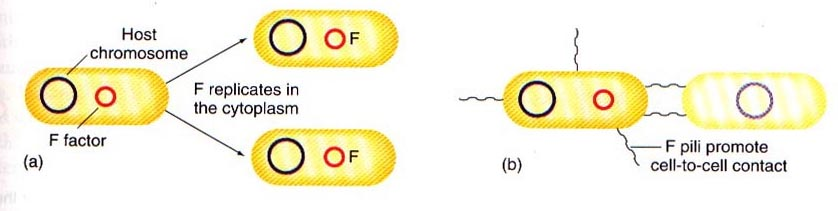 Host
chromosome
F
F replicates in
the cytoplasm
F factor
F
(a)
F pili promote
cell-to-cell contact
(b)